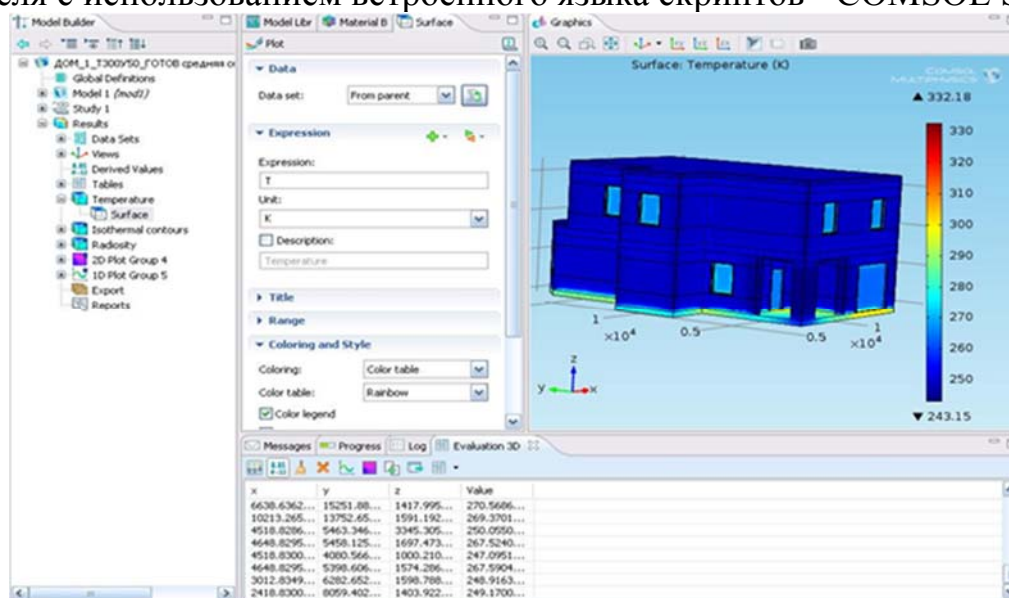 с использованием встроенного языка скриптов - COMSOL
Model Builder
ДОМ_1_Т300У50_ГОТОВ средняя
Global Definitions
Model 1 (mod1)
Study 1
Results
Data Sets
Views
Derived Values
Tables
Temperature
Surface
Isothermal contours
Radiosity
2D Plot Group 4
1D Plot Group 5
Export
Reports
Model Libr
Material B
Surface
Plot
Data
Data set: From parent
Expression
Expression:
T
Unit:
K
Description:
Temperature
Title
Range
Coloring and Style
Coloring: Color table
Color table: Rainbow
Color legend
Graphics
Surface: Temperature (K)
COMSOL
MULTIPHYSICS
▲ 332.18
330
320
310
300
290
280
270
260
250
▼ 243.15
1
×10⁴
0.5
0.5
1
×10⁴
z
y
x
Messages Progress Log Evaluation 3D
x y z Value
6638.6362... 15251.88... 1417.995... 270.5686...
10213.265... 13752.65... 1591.192... 269.3701...
4518.8286... 5463.346... 3345.305... 250.0550...
4648.8295... 5458.125... 1697.473... 267.5240...
4518.8300... 4080.566... 1000.210... 247.0951...
4648.8295... 5398.606... 1574.286... 267.5904...
3012.8349... 6282.652... 1598.788... 248.9163...
2418.8300... 8059.402... 1403.922... 249.1700...